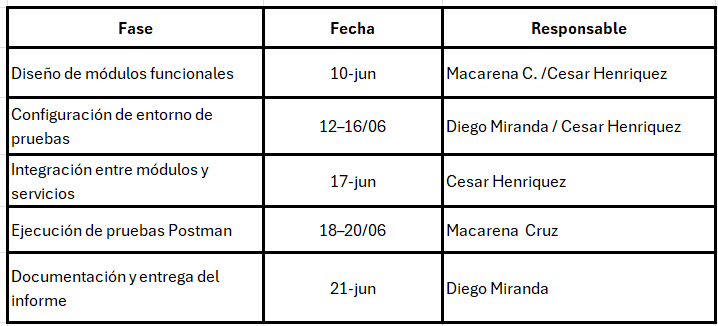 Fase Fecha Responsable
Diseño de módulos funcionales 10-jun Macarena C. /Cesar Henriquez
Configuración de entorno de
pruebas 12–16/06 Diego Miranda / Cesar Henriquez
Integración entre módulos y
servicios 17-jun Cesar Henriquez
Ejecución de pruebas Postman 18–20/06 Macarena Cruz
Documentación y entrega del
informe 21-jun Diego Miranda